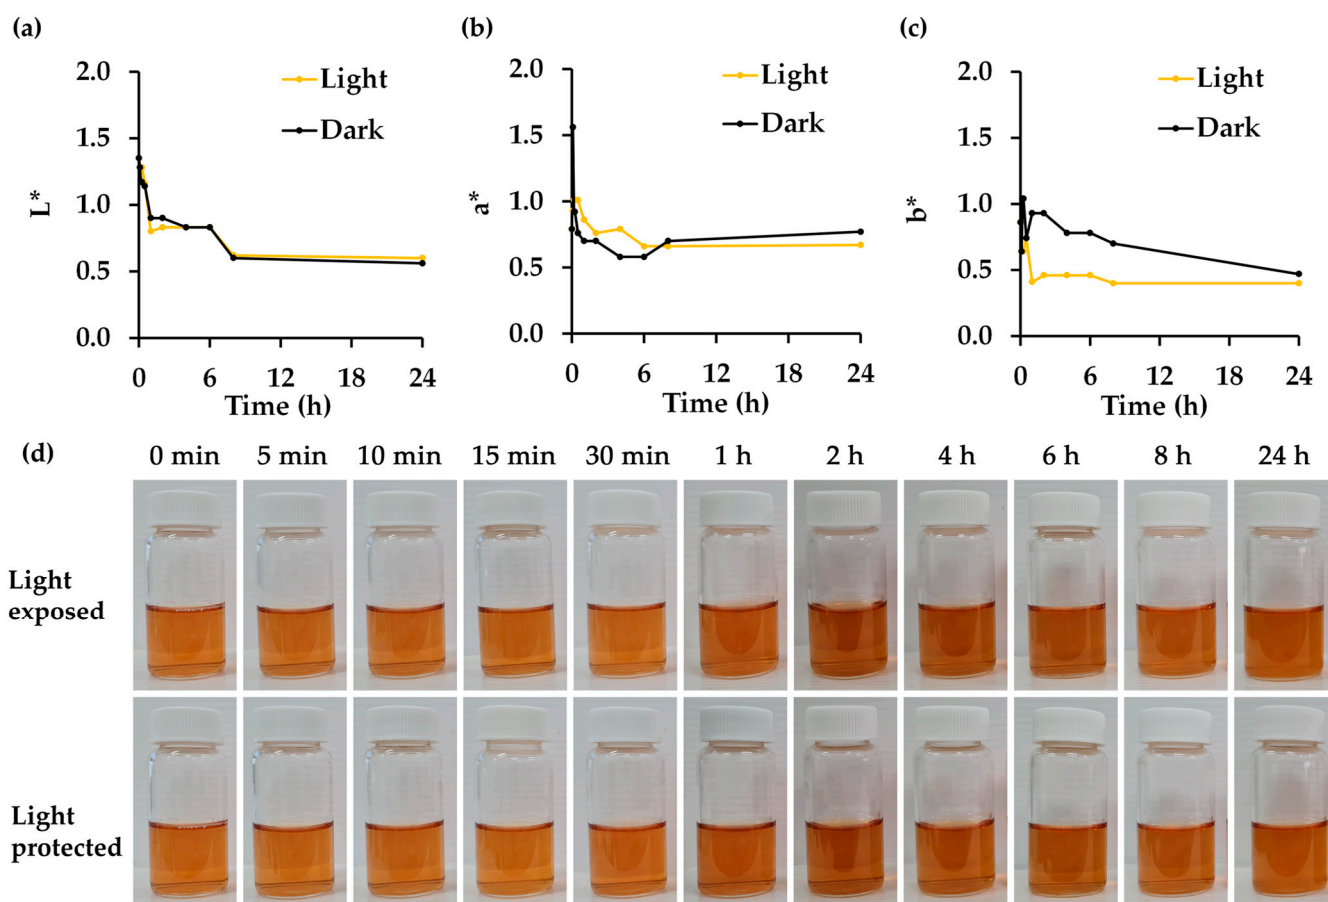 (a)
2.0
1.5
1.0
0.5
0.0
L*
Light
Dark
0
6
12
18
24
Time (h)
(b)
2.0
1.5
1.0
0.5
0.0
a*
Light
Dark
0
6
12
18
24
Time (h)
(c)
2.0
1.5
1.0
0.5
0.0
b*
Light
Dark
0
6
12
18
24
Time (h)
(d)
0 min 5 min 10 min 15 min 30 min 1 h 2 h 4 h 6 h 8 h 24 h
Light
exposed
Light
protected